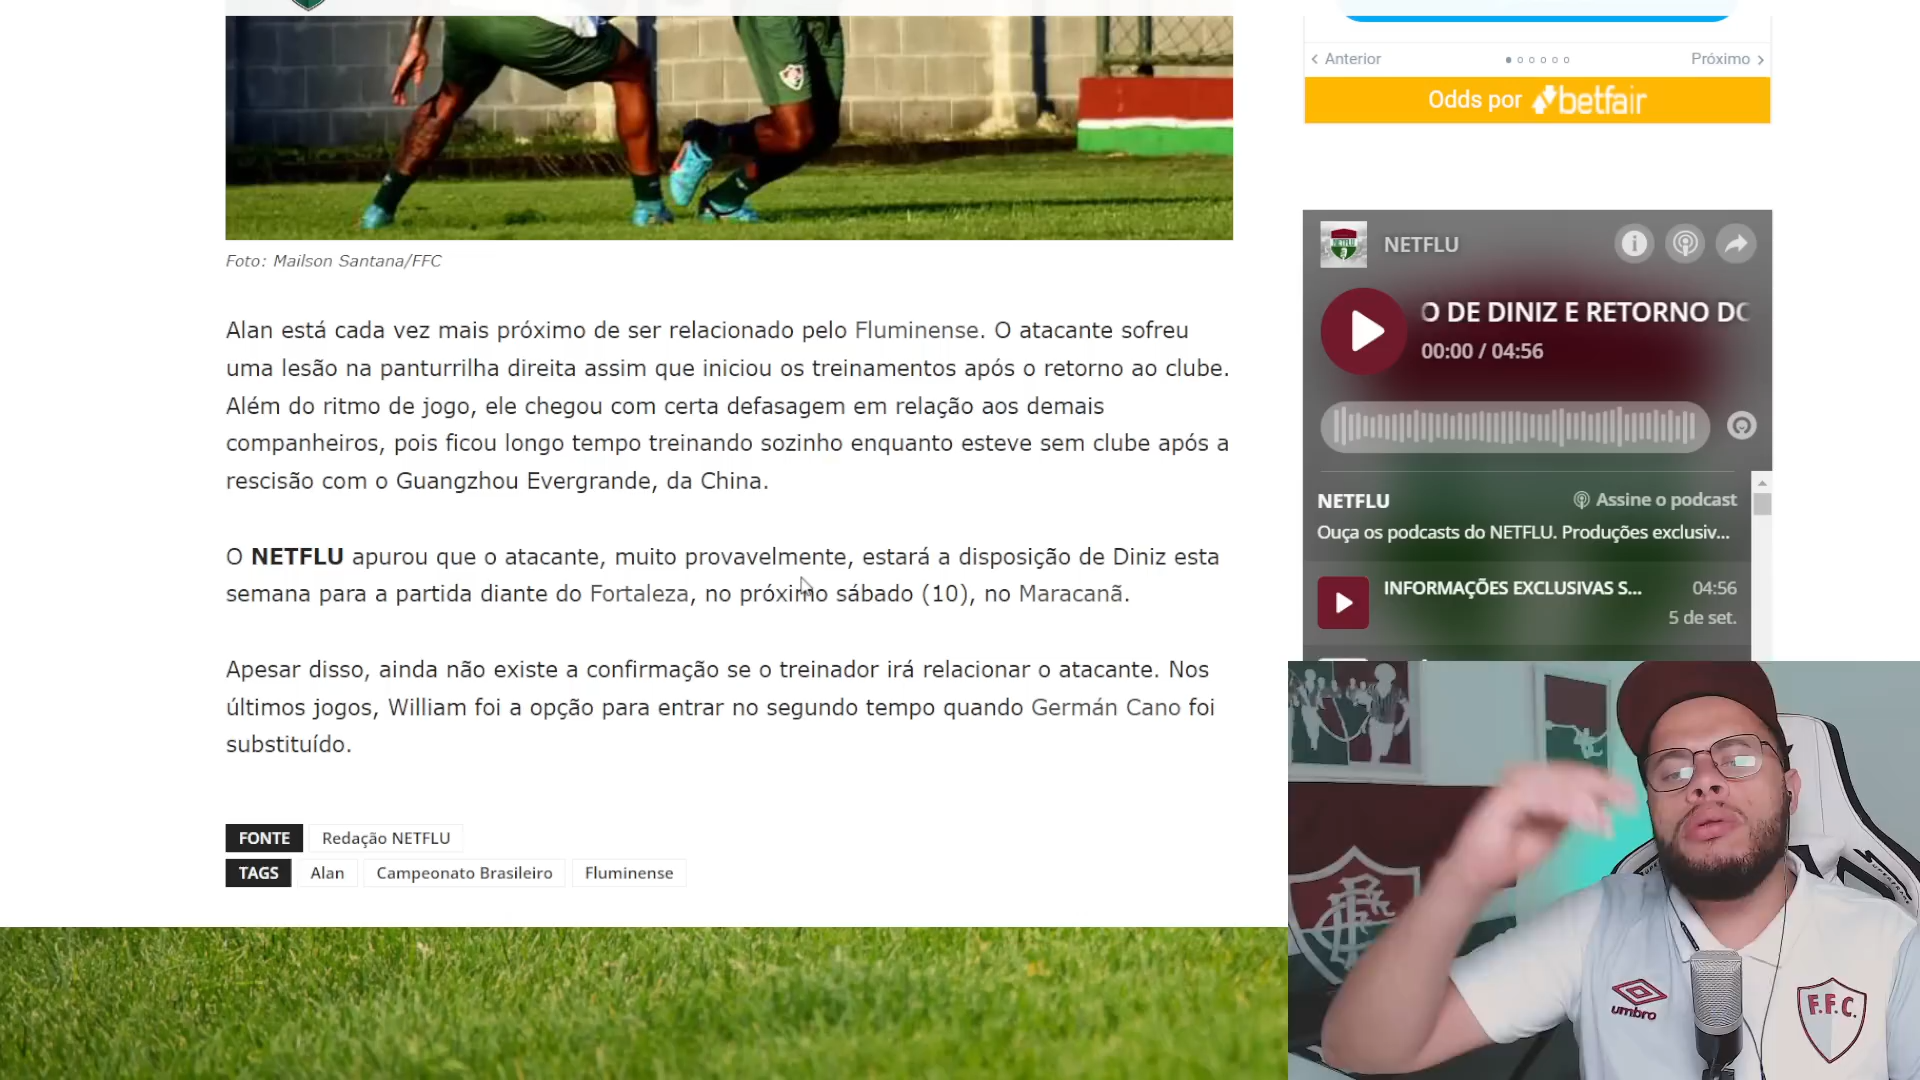 Anterior
Próximo
Odds por betfair
Foto: Mailson Santana/FFC
Alan está cada vez mais próximo de ser relacionado pelo Fluminense. O atacante sofreu
uma lesão na panturrilha direita assim que iniciou os treinamentos após o retorno ao clube.
Além do ritmo de jogo, ele chegou com certa defasagem em relação aos demais
companheiros, pois ficou longo tempo treinando sozinho enquanto esteve sem clube após a
rescisão com o Guangzhou Evergrande, da China.
O NETFLU apurou que o atacante, muito provavelmente, estará a disposição de Diniz esta
semana para a partida diante do Fortaleza, no próximo sábado (10), no Maracanã.
Apesar disso, ainda não existe a confirmação se o treinador irá relacionar o atacante. Nos
últimos jogos, William foi a opção para entrar no segundo tempo quando Germán Cano foi
substituído.
FONTE Redação NETFLU
TAGS Alan Campeonato Brasileiro Fluminense
NETFLU
O DE DINIZ E RETORNO DO
00:00 / 04:56
NETFLU Assine o podcast
Ouça os podcasts do NETFLU. Produções exclusiv...
INFORMAÇÕES EXCLUSIVAS S... 04:56
5 de set.
umbro
F.F.C.